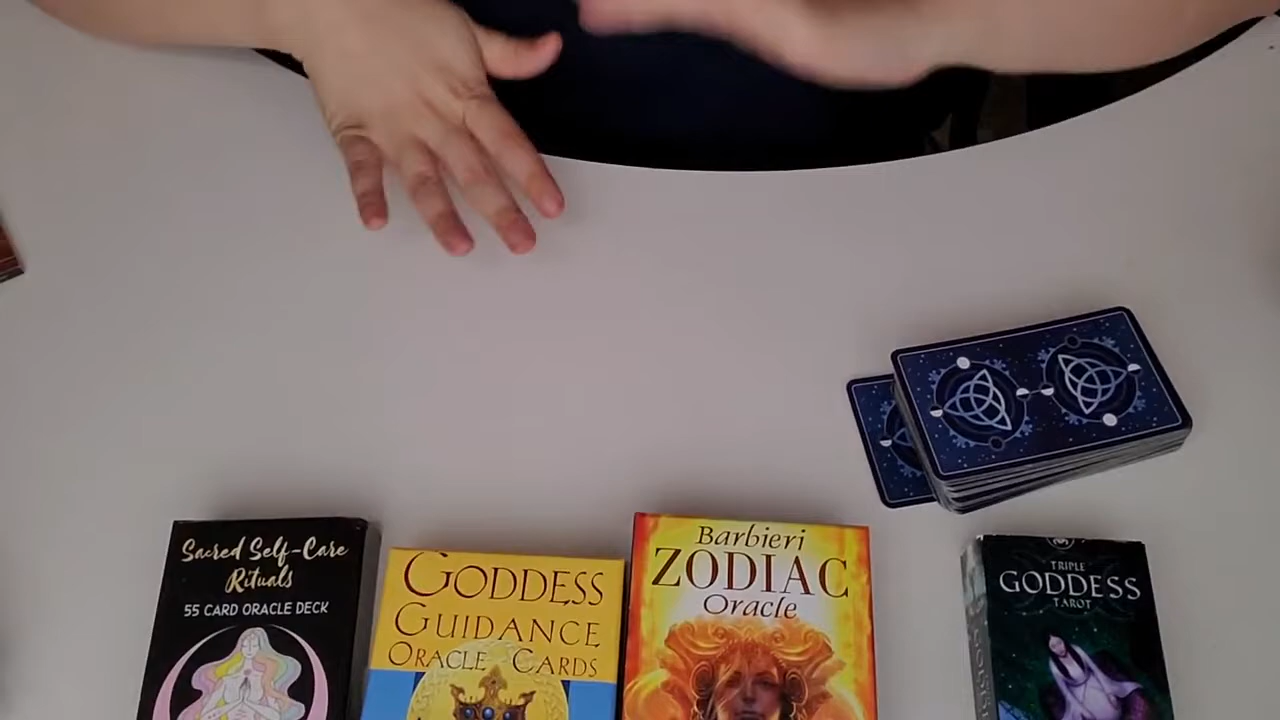 Sacred Self-Care
Rituals
55 CARD ORACLE DECK
GODDESS
GUIDANCE
ORACLE CARDS
Barbieri
ZODIAC
Oracle
TRIPLE
GODDESS
TAROT